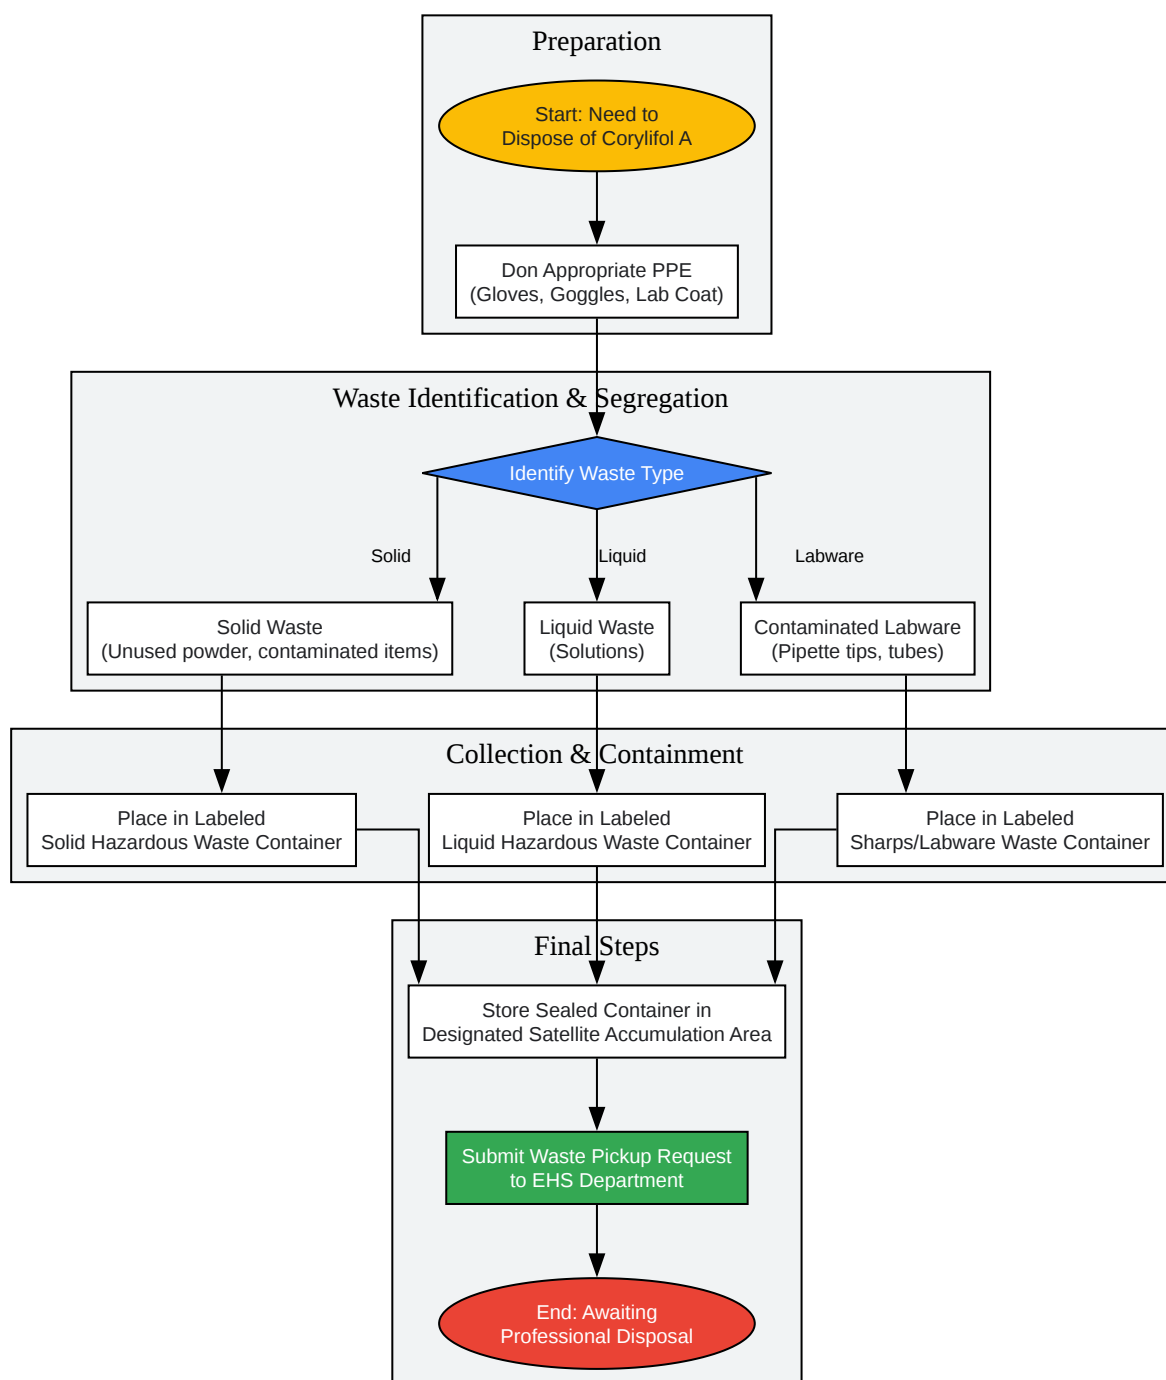 Preparation
Start: Need to
Dispose of Corylifol A
Don Appropriate PPE
(Gloves, Goggles, Lab Coat)
Waste Identification & Segregation
Identify Waste Type
Solid
Liquid
Labware
Solid Waste
(Unused powder, contaminated items)
Liquid Waste
(Solutions)
Contaminated Labware
(Pipette tips, tubes)
Collection & Containment
Place in Labeled
Solid Hazardous Waste Container
Place in Labeled
Liquid Hazardous Waste Container
Place in Labeled
Sharps/Labware Waste Container
Final Steps
Store Sealed Container in
Designated Satellite Accumulation Area
Submit Waste Pickup Request
to EHS Department
End: Awaiting
Professional Disposal